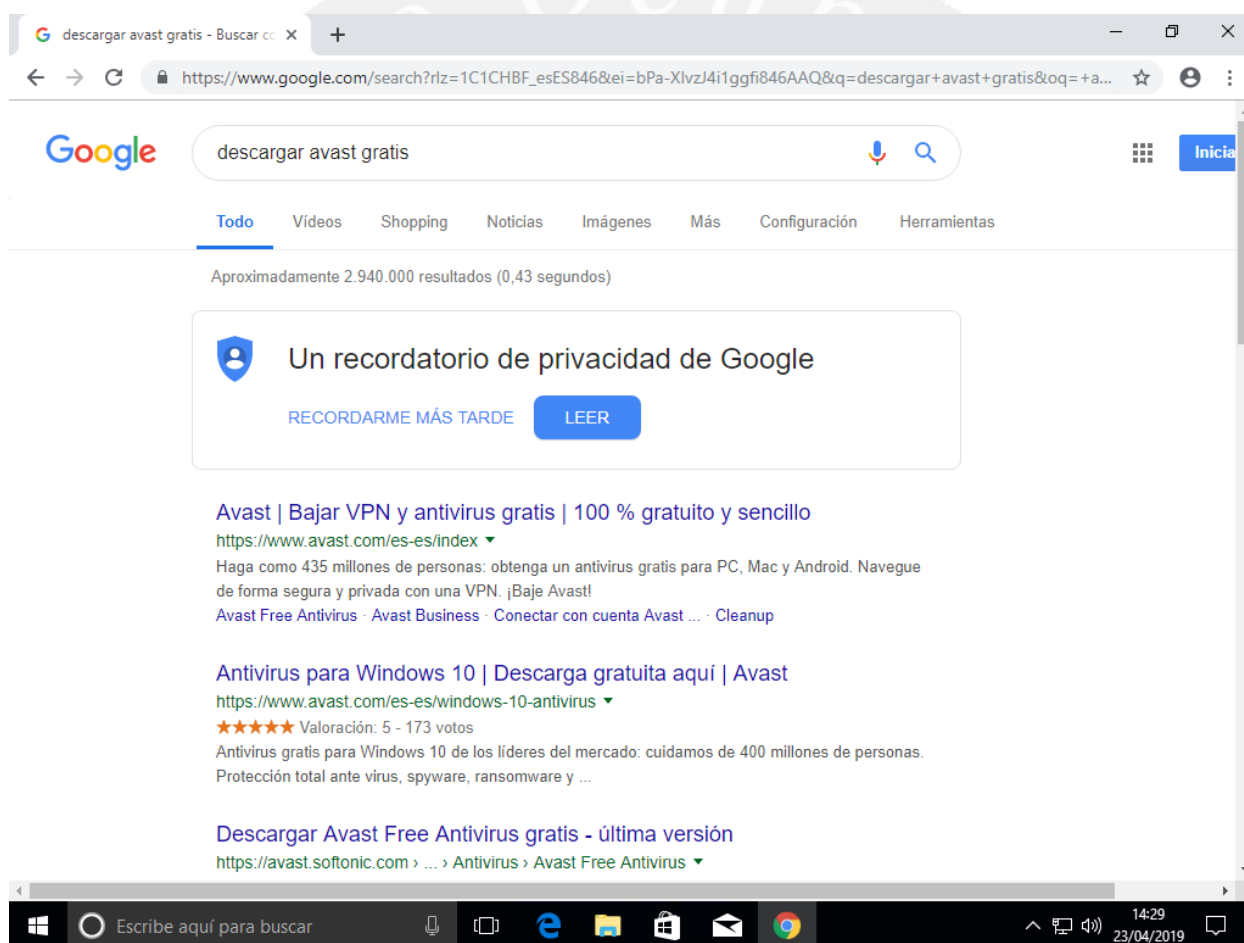 descargar avast gratis - Buscar co
https://www.google.com/search?rlz=1C1CHBF_esES846&ei=bPa-XIvzJ4i1ggfi846AAQ&q=descargar+avast+gratis&oq=+a...
Google
descargar avast gratis
Inicia
Todo Vídeos Shopping Noticias Imágenes Más Configuración Herramientas
Aproximadamente 2.940.000 resultados (0,43 segundos)
Un recordatorio de privacidad de Google
RECORDARME MÁS TARDE LEER
Avast | Bajar VPN y antivirus gratis | 100 % gratuito y sencillo
https://www.avast.com/es-es/index
Haga como 435 millones de personas: obtenga un antivirus gratis para PC, Mac y Android. Navegue
de forma segura y privada con una VPN. ¡Baje Avast!
Avast Free Antivirus · Avast Business · Conectar con cuenta Avast ... · Cleanup
Antivirus para Windows 10 | Descarga gratuita aquí | Avast
https://www.avast.com/es-es/windows-10-antivirus
Valoración: 5 - 173 votos
Antivirus gratis para Windows 10 de los líderes del mercado: cuidamos de 400 millones de personas.
Protección total ante virus, spyware, ransomware y ...
Descargar Avast Free Antivirus gratis - última versión
https://avast.softonic.com › ... › Antivirus › Avast Free Antivirus
Escribe aquí para buscar
14:29
23/04/2019